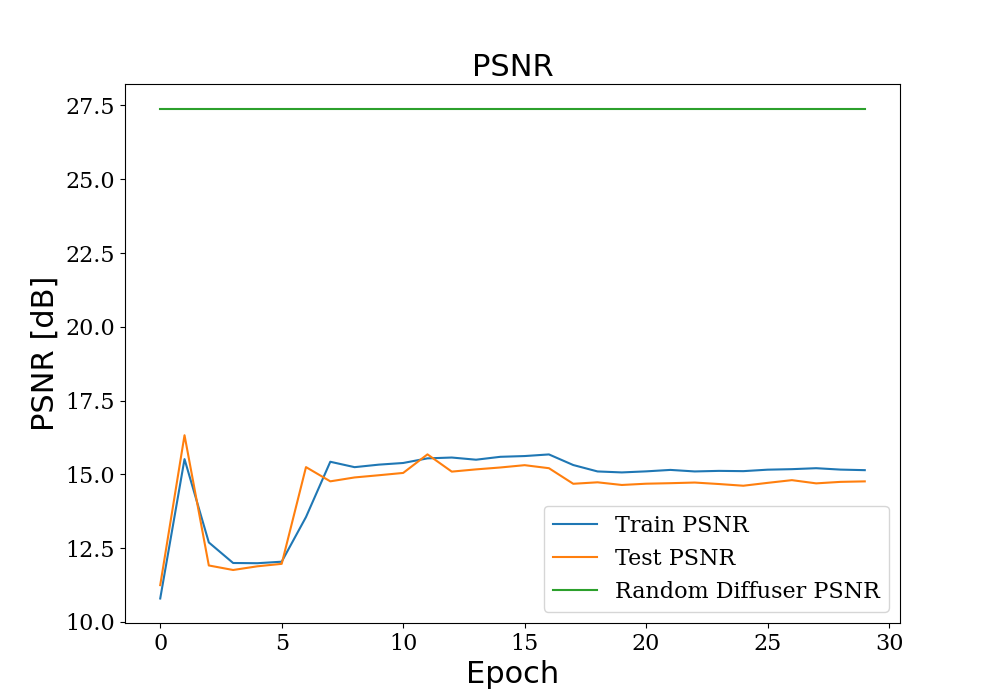 PSNR
27.5
25.0
22.5
20.0
17.5
15.0
12.5
10.0
PSNR [dB]
Train PSNR
Test PSNR
Random Diffuser PSNR
0 5 10 15 20 25 30
Epoch